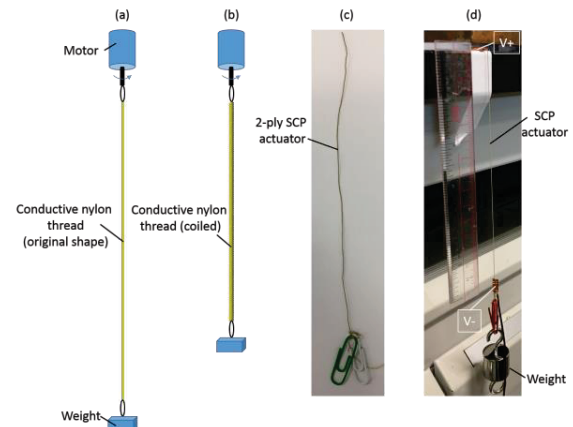 (a)
(b)
(c)
(d)
Motor
Conductive nylon
thread
(original shape)
Weight
Conductive nylon
thread (coiled)
2-ply SCP
actuator
V+
SCP
actuator
V-
Weight